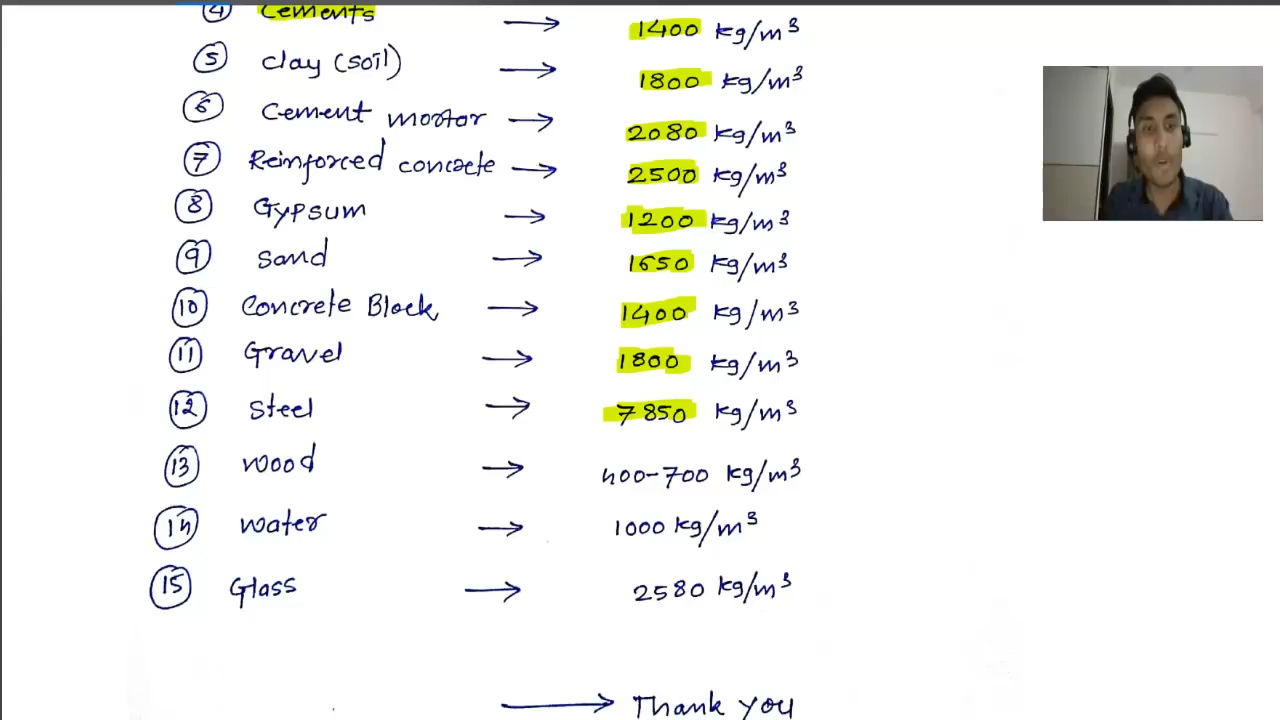 4 Cements → 1400 kg/m³
5 clay (soil) → 1800 kg/m³
6 Cement mortar → 2080 kg/m³
7 Reinforced concrete → 2500 kg/m³
8 Gypsum → 1200 kg/m³
9 Sand → 1650 kg/m³
10 Concrete Block → 1400 kg/m³
11 Gravel → 1800 kg/m³
12 Steel → 7850 kg/m³
13 wood → 400-700 kg/m³
14 water → 1000 kg/m³
15 Glass → 2580 kg/m³
→ Thank you